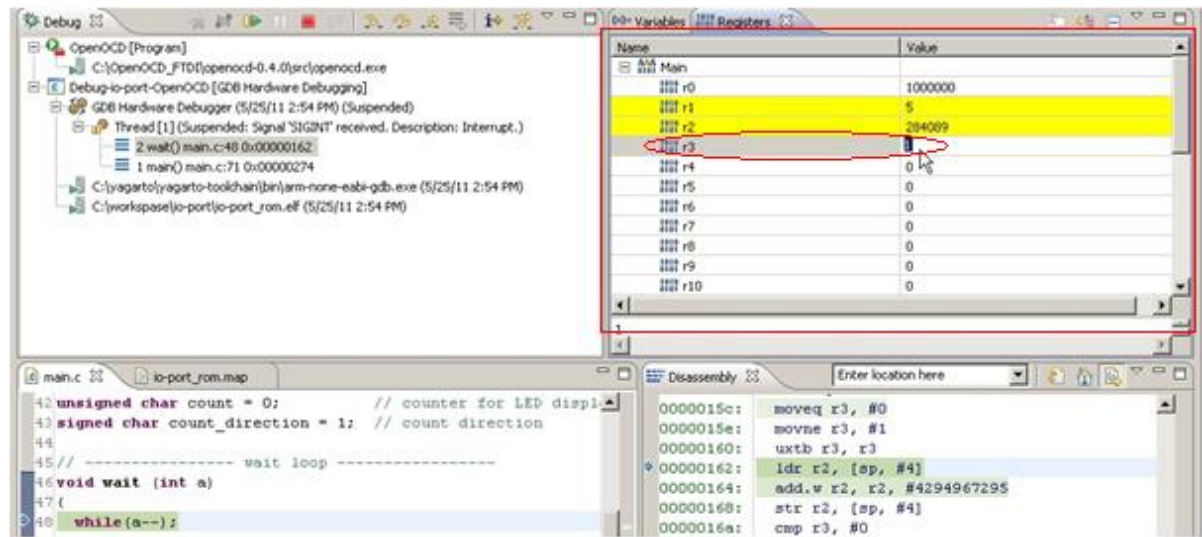 Debug
OpenOCD [Program]
C:\OpenOCD_FTDI\openocd-0.4.0\src\openocd.exe
Debug-io-port-OpenOCD [GDB Hardware Debugging]
GDB Hardware Debugger (5/25/11 2:54 PM) (Suspended)
Thread [1] (Suspended: Signal 'SIGINT' received. Description: Interrupt.)
2 wait() main.c:48 0x00000162
1 main() main.c:71 0x00000274
C:\yagarto\yagarto-toolchain\bin\arm-none-eabi-gdb.exe (5/25/11 2:54 PM)
C:\workspase\io-port\io-port_rom.elf (5/25/11 2:54 PM)
Variables Registers
Name Value
Main
r0 1000000
r1 5
r2 284089
r3 1
r4 0
r5 0
r6 0
r7 0
r8 0
r9 0
r10 0
1
main.c io-port_rom.map
42 unsigned char count = 0; // counter for LED displ
43 signed char count_direction = 1; // count direction
44
45 // ---------------- wait loop -----------------
46 void wait (int a)
47 {
48 while(a--);
Disassembly Enter location here
0000015c: moveq r3, #0
0000015e: movne r3, #1
00000160: uxtb r3, r3
00000162: ldr r2, [sp, #4]
00000164: add.w r2, r2, #4294967295
00000168: str r2, [sp, #4]
0000016a: cmp r3, #0